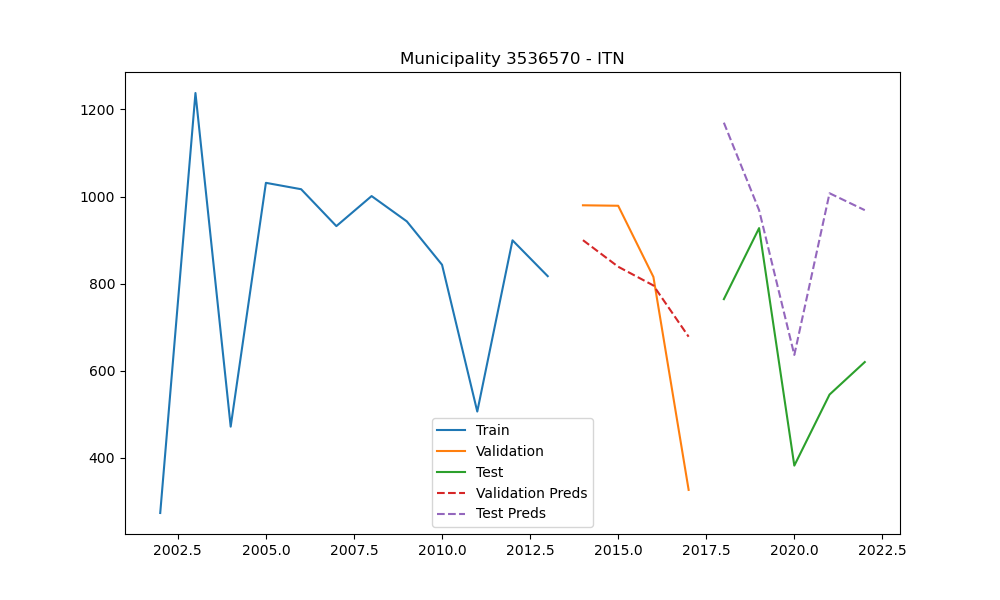 Municipality 3536570 - ITN
1200
1000
800
600
400
Train
Validation
Test
Validation Preds
Test Preds
2002.5 2005.0 2007.5 2010.0 2012.5 2015.0 2017.5 2020.0 2022.5